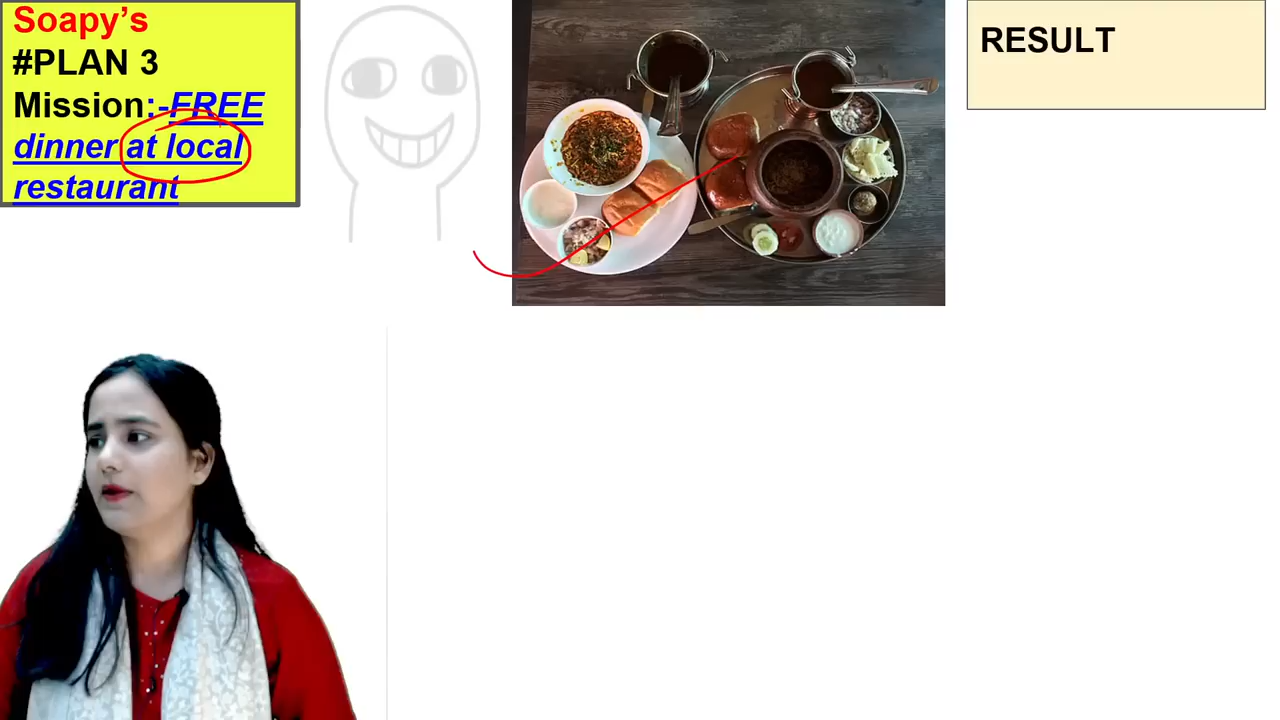 Soapy’s
#PLAN 3
Mission:-FREE
dinner at local
restaurant
RESULT